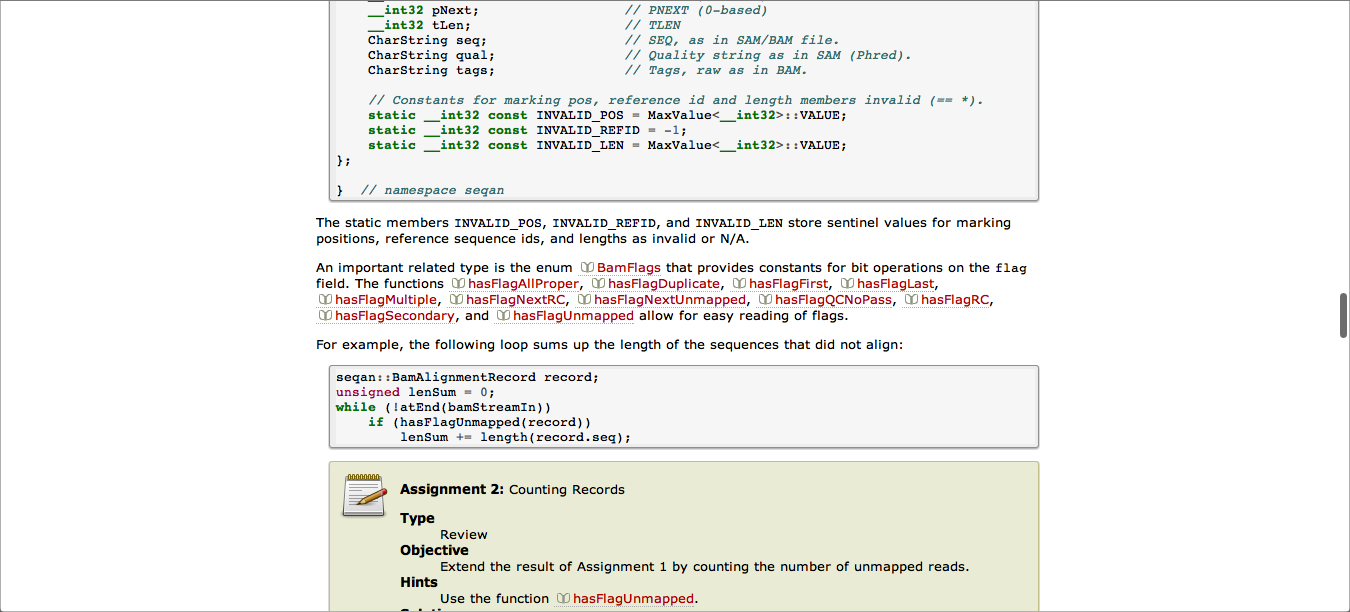 __int32 pNext; // PNEXT (0-based)
__int32 tLen; // TLEN
CharString seq; // SEQ, as in SAM/BAM file.
CharString qual; // Quality string as in SAM (Phred).
CharString tags; // Tags, raw as in BAM.
// Constants for marking pos, reference id and length members invalid (== *).
static __int32 const INVALID_POS = MaxValue<__int32>::VALUE;
static __int32 const INVALID_REFID = -1;
static __int32 const INVALID_LEN = MaxValue<__int32>::VALUE;
};
} // namespace seqan
The static members INVALID_POS, INVALID_REFID, and INVALID_LEN store sentinel values for marking
positions, reference sequence ids, and lengths as invalid or N/A.
An important related type is the enum BamFlags that provides constants for bit operations on the flag
field. The functions hasFlagAllProper, hasFlagDuplicate, hasFlagFirst, hasFlagLast,
hasFlagMultiple, hasFlagNextRC, hasFlagNextUnmapped, hasFlagQCNoPass, hasFlagRC,
hasFlagSecondary, and hasFlagUnmapped allow for easy reading of flags.
For example, the following loop sums up the length of the sequences that did not align:
seqan::BamAlignmentRecord record;
unsigned lenSum = 0;
while (!atEnd(bamStreamIn))
if (hasFlagUnmapped(record))
lenSum += length(record.seq);
Assignment 2: Counting Records
Type
Review
Objective
Extend the result of Assignment 1 by counting the number of unmapped reads.
Hints
Use the function hasFlagUnmapped.